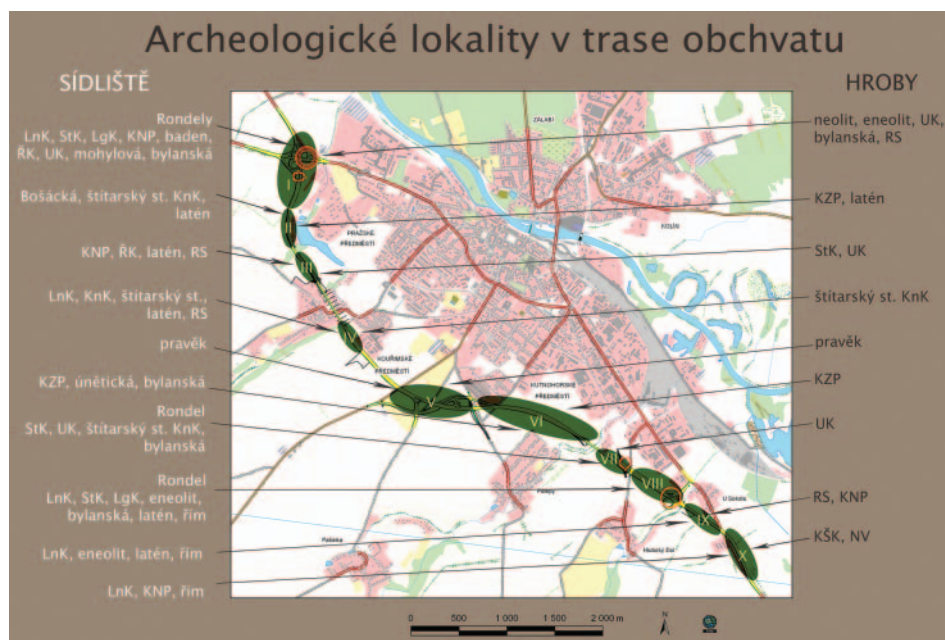 Archeologické lokality v trase obchvatu
SÍDLIŠTĚ
Rondely
LnK, StK, LgK, KNP, baden,
ŘK, UK, mohylová, bylanská
Bošácká, štítarský st. KnK,
latén
KNP, ŘK, latén, RS
LnK, KnK, štítarský st.,
latén, RS
pravěk
KZP, únětická, bylanská
Rondel
StK, UK, štítarský st. KnK,
bylanská
Rondel
LnK, StK, LgK, eneolit,
bylanská, latén, řím
LnK, eneolit, latén, řím
LnK, KNP, řím
HROBY
neolit, eneolit, UK,
bylanská, RS
KZP, latén
StK, UK
štítarský st. KnK
pravěk
KZP
UK
RS, KNP
KŠK, NV
ZÁLABÍ
KOLÍN
PRAŽSKÉ
PŘEDMĚSTÍ
KOUŘIMSKÉ
PŘEDMĚSTÍ
KUTNOHORSKÉ
PŘEDMĚSTÍ
Polepy
I
II
III
IV
V
VI
VII
VIII
IX
X
0 500 1 000 1 500 2 000 m
N